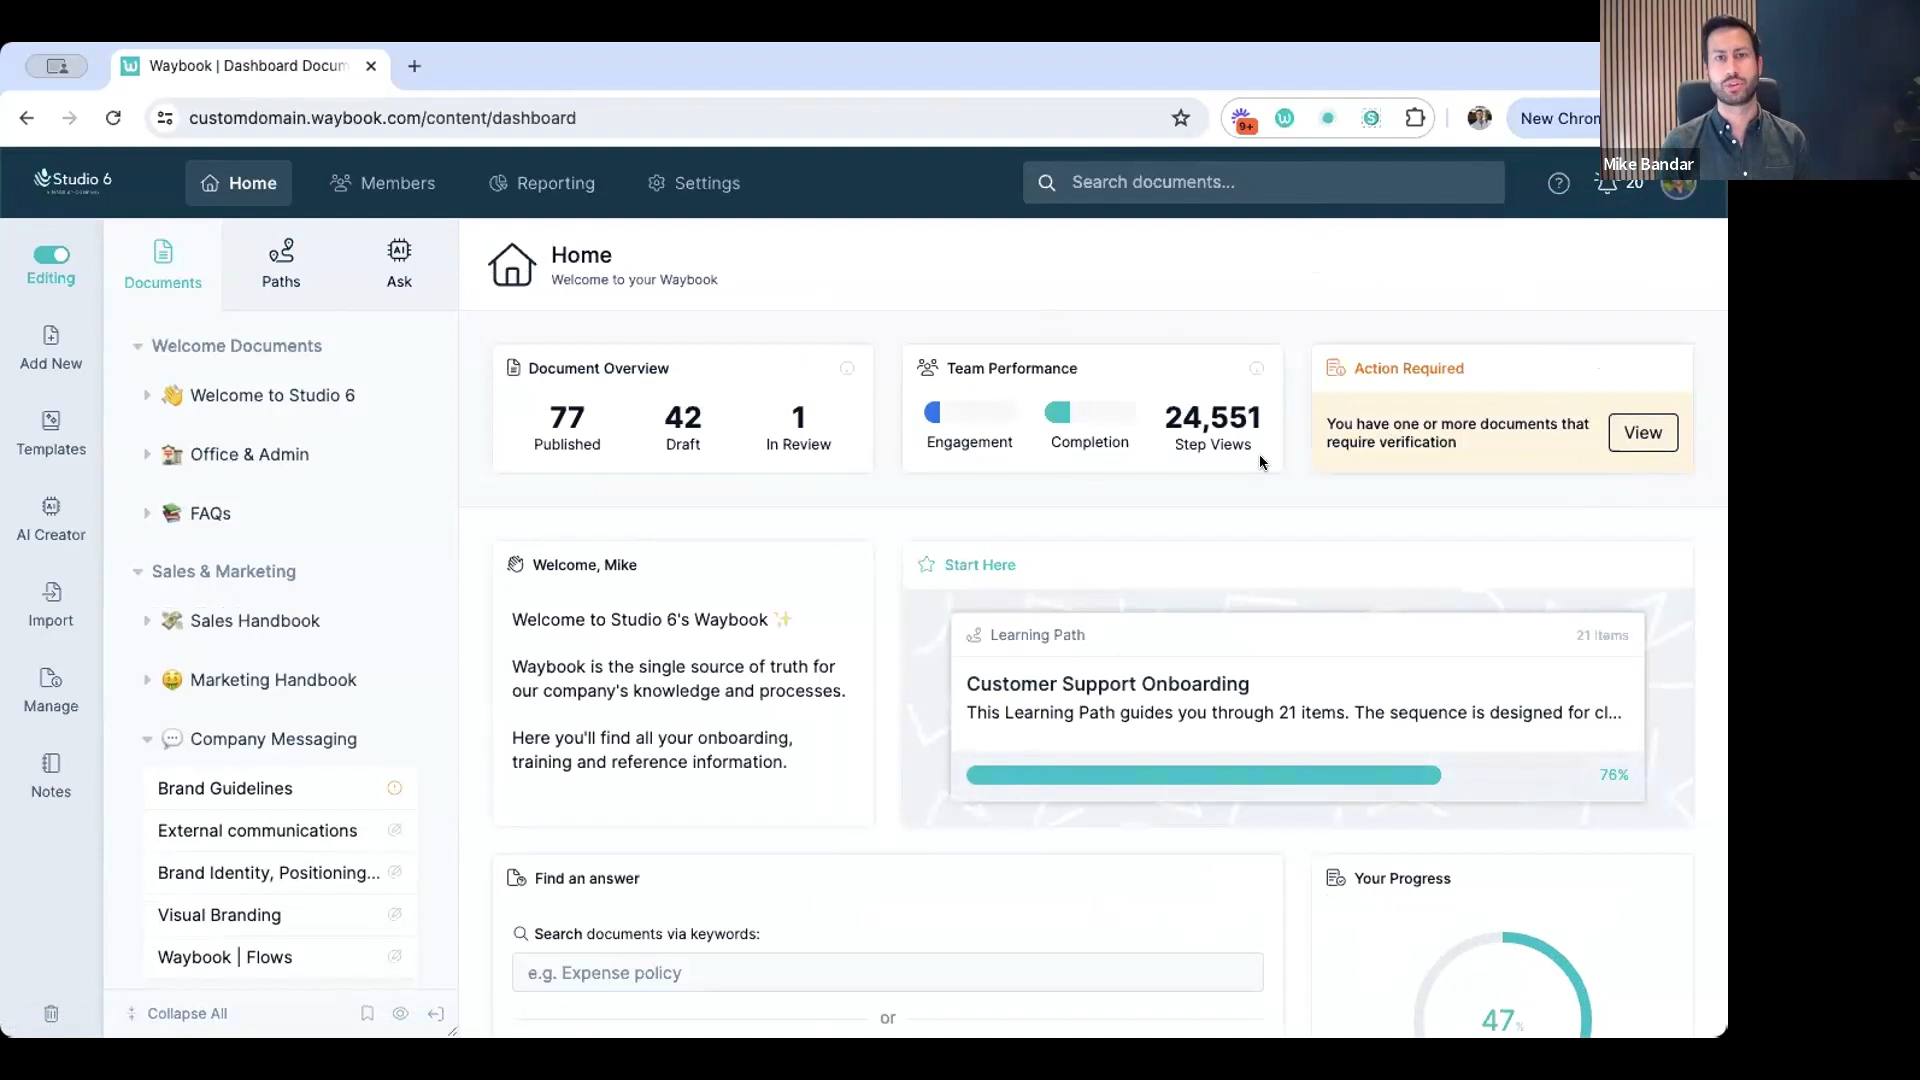 Waybook | Dashboard Docum
customdomain.waybook.com/content/dashboard
9+
New Chron
Mike Bandar
Studio 6
Home
Members
Reporting
Settings
Search documents...
20
Editing
Add New
Templates
AI Creator
Import
Manage
Notes
Documents
Paths
Ask
Welcome Documents
Welcome to Studio 6
Office & Admin
FAQs
Sales & Marketing
Sales Handbook
Marketing Handbook
Company Messaging
Brand Guidelines
External communications
Brand Identity, Positioning...
Visual Branding
Waybook | Flows
Collapse All
Home
Welcome to your Waybook
Document Overview
77
Published
42
Draft
1
In Review
Team Performance
Engagement
Completion
24,551
Step Views
Action Required
You have one or more documents that
require verification
View
Welcome, Mike
Welcome to Studio 6's Waybook ✨
Waybook is the single source of truth for
our company's knowledge and processes.
Here you'll find all your onboarding,
training and reference information.
Start Here
Learning Path
21 Items
Customer Support Onboarding
This Learning Path guides you through 21 items. The sequence is designed for cl...
76%
Find an answer
Search documents via keywords:
e.g. Expense policy
or
Your Progress
47%